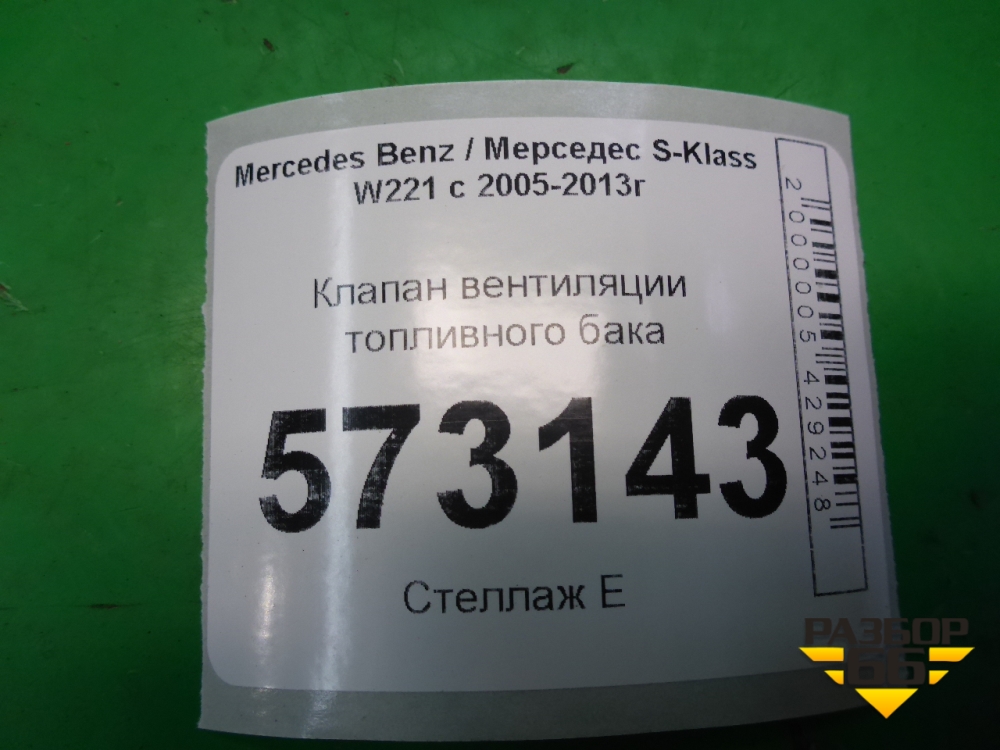 Mercedes Benz / Мерседес S-Klass
W221 с 2005-2013г
Клапан вентиляции
топливного бака
573143
Стеллаж Е
2000005429248
РАЗБОР
66